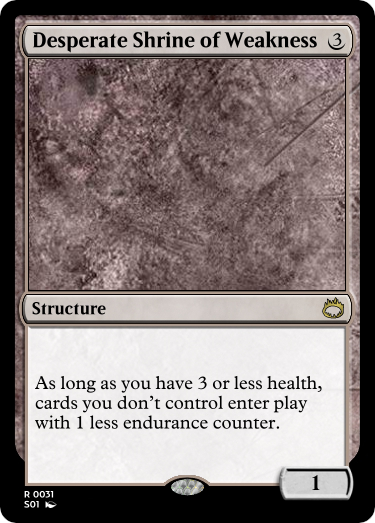 Desperate Shrine of Weakness 3
Structure
As long as you have 3 or less health,
cards you don't control enter play
with 1 less endurance counter.
1
R 0031
S01